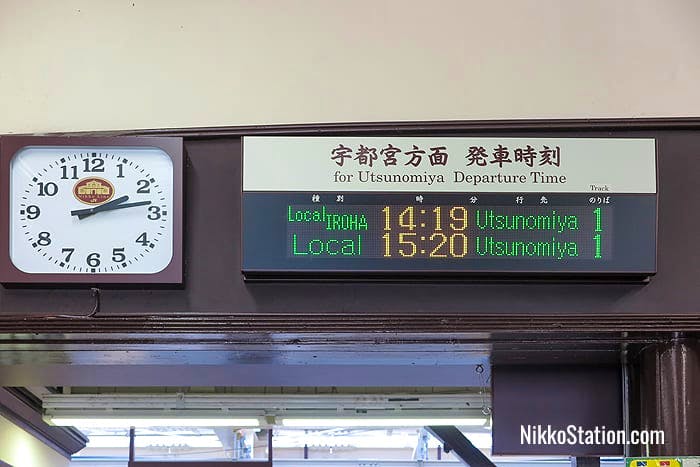 宇都宮方面 発車時刻
for Utsunomiya Departure Time
Track
種別 時 分 行先 のりば
Local IROHA 14:19 Utsunomiya 1
Local 15:20 Utsunomiya 1
12
1
2
3
4
5
6
7
8
9
10
11
NikkoStation.com